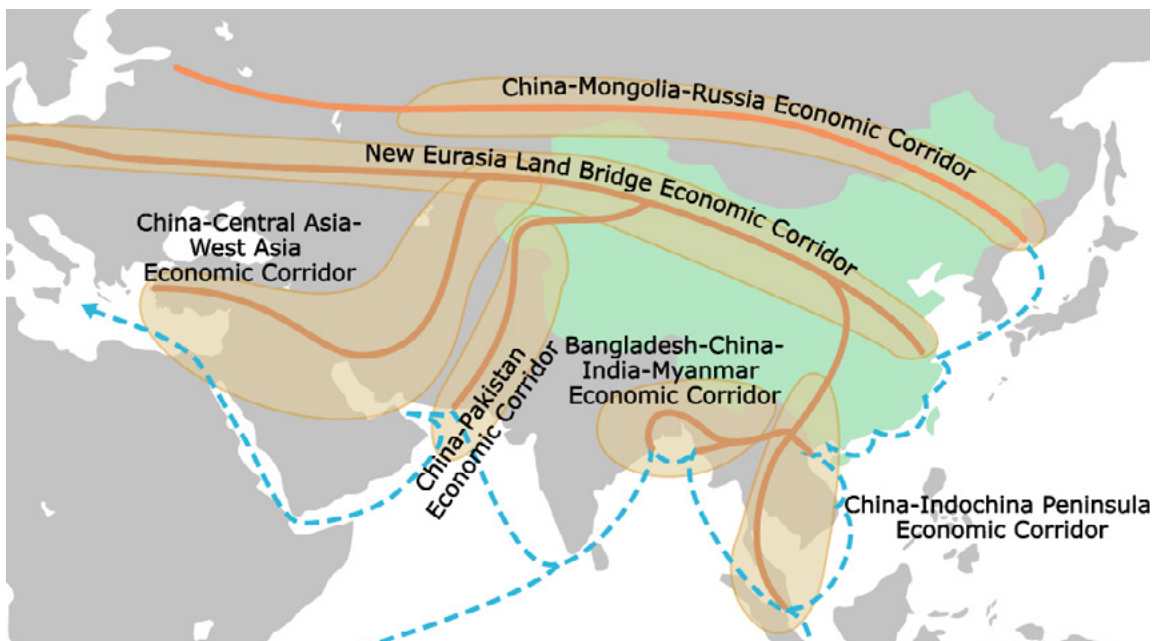 China-Mongolia-Russia Economic Corridor
New Eurasia Land Bridge Economic Corridor
China-Central Asia-
West Asia
Economic Corridor
China-Pakistan
Economic Corridor
Bangladesh-China-
India-Myanmar
Economic Corridor
China-Indochina Peninsula
Economic Corridor